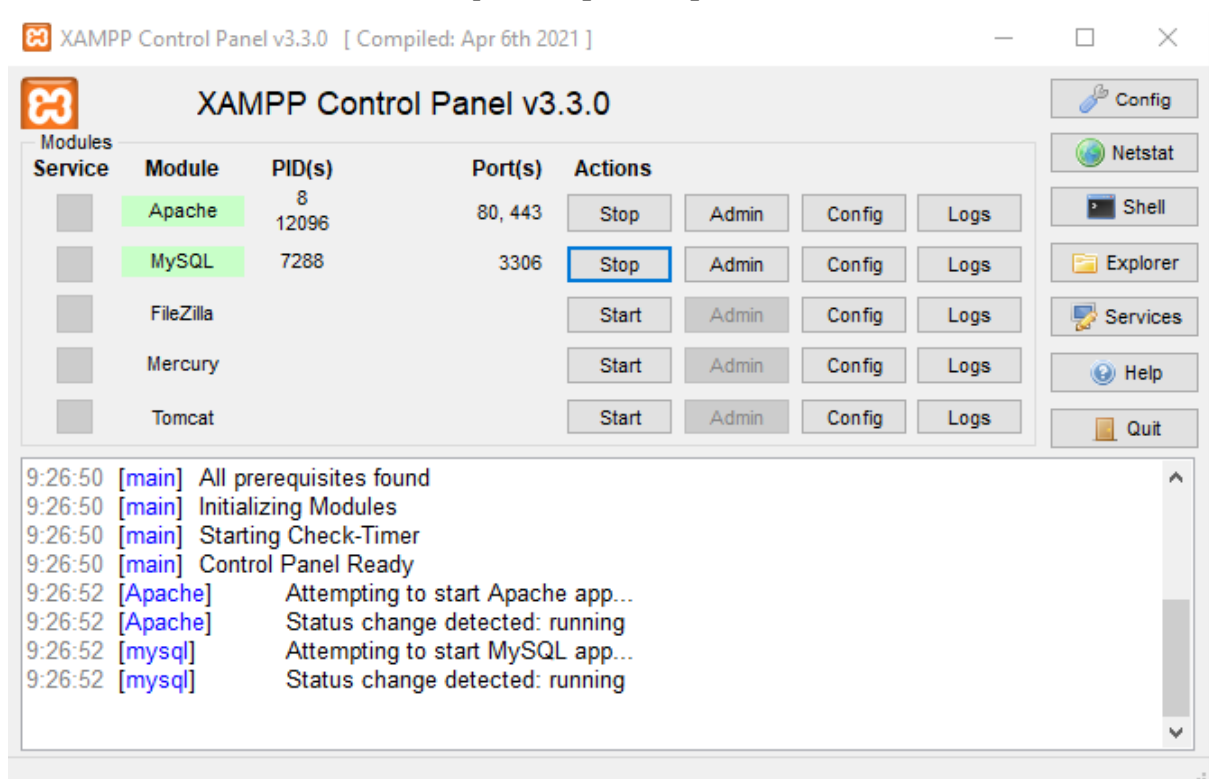 XAMPP Control Panel v3.3.0 [ Compiled: Apr 6th 2021 ]
XAMPP Control Panel v3.3.0
Config
Modules
Netstat
Service Module PID(s) Port(s) Actions
Apache 8 12096 80, 443 Stop Admin Config Logs
Shell
MySQL 7288 3306 Stop Admin Config Logs
Explorer
FileZilla Start Admin Config Logs
Services
Mercury Start Admin Config Logs
Help
Tomcat Start Admin Config Logs
Quit
9:26:50 [main] All prerequisites found
9:26:50 [main] Initializing Modules
9:26:50 [main] Starting Check-Timer
9:26:50 [main] Control Panel Ready
9:26:52 [Apache] Attempting to start Apache app...
9:26:52 [Apache] Status change detected: running
9:26:52 [mysql] Attempting to start MySQL app...
9:26:52 [mysql] Status change detected: running